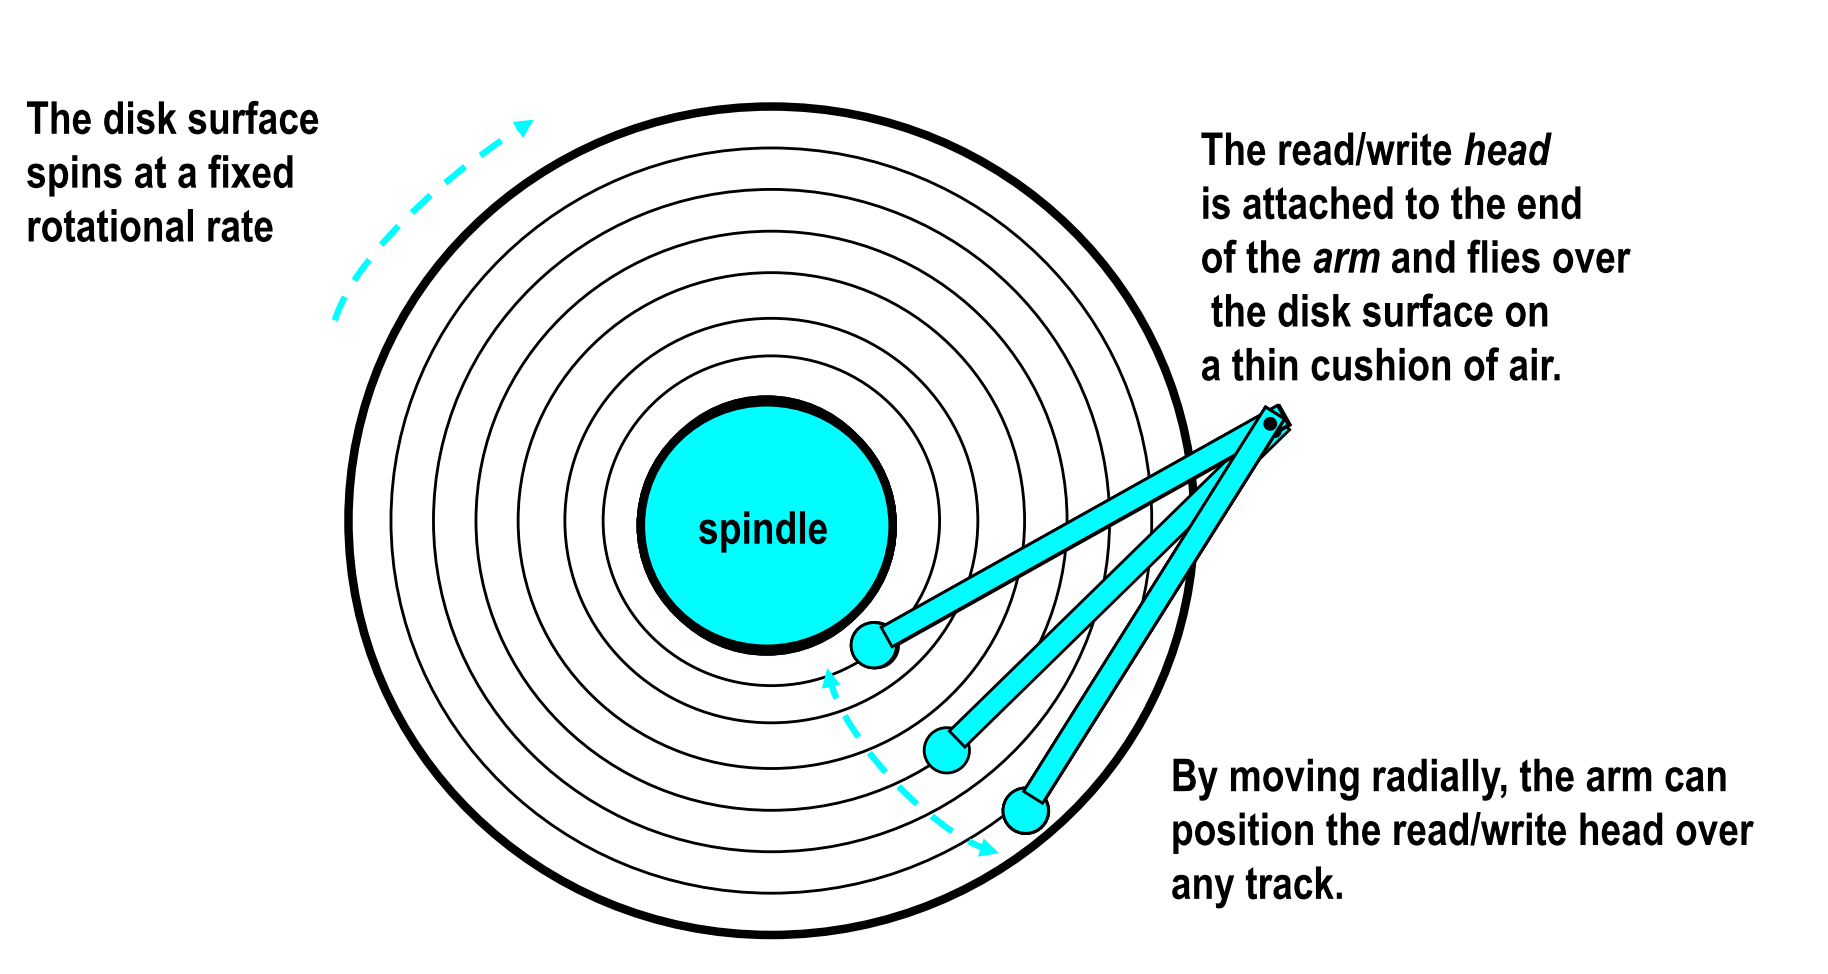 The disk surface
spins at a fixed
rotational rate
The read/write head
is attached to the end
of the arm and flies over
the disk surface on
a thin cushion of air.
spindle
By moving radially, the arm can
position the read/write head over
any track.